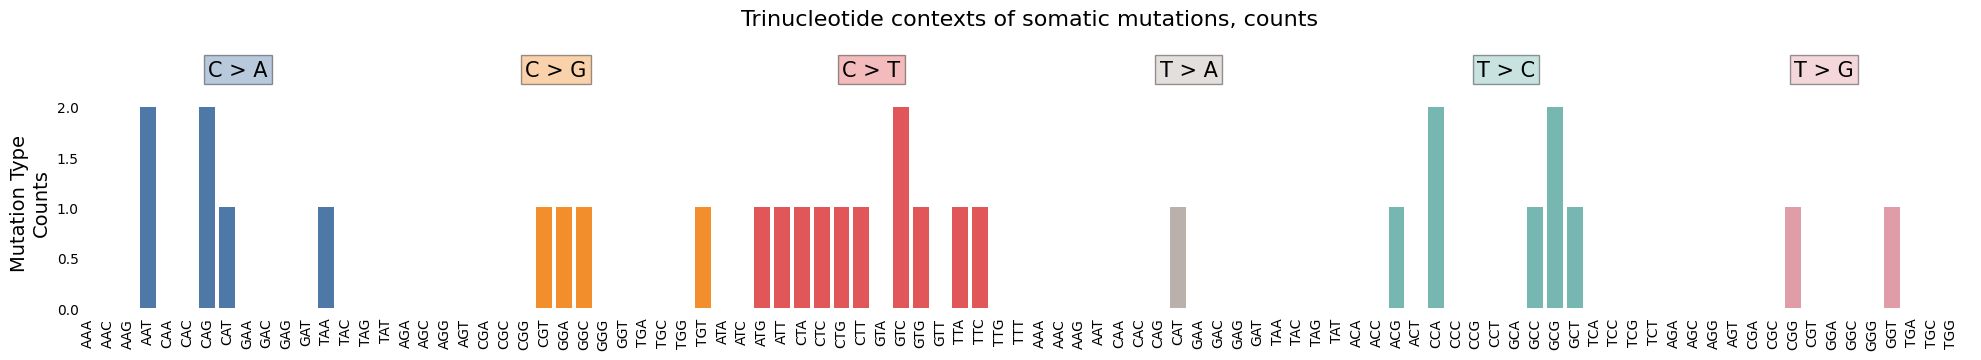 Trinucleotide contexts of somatic mutations, counts
C > A
C > G
C > T
T > A
T > C
T > G
Mutation Type
Counts
2.0
1.5
1.0
0.5
0.0
AAA AAC AAG AAT CAA CAC CAG CAT GAA GAC GAG GAT TAA TAC TAG TAT AGA AGC AGG AGT CGA CGC CGG CGT GGA GGC GGG GGT TGA TGC TGG TGT ATA ATC ATG ATT CTA CTC CTG CTT GTA GTC GTG GTT TTA TTC TTG TTT AAA AAC AAG AAT CAA CAC CAG CAT GAA GAC GAG GAT TAA TAC TAG TAT ACA ACC ACG ACT CCA CCC CCG CCT GCA GCC GCG GCT TCA TCC TCG TCT AGA AGC AGG AGT CGA CGC CGG CGT GGA GGC GGG GGT TGA TGC TGG